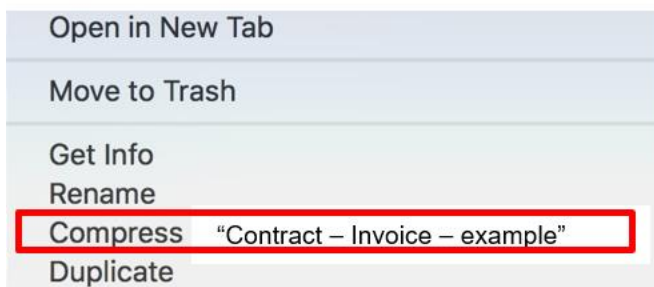 Open in New Tab
Move to Trash
Get Info
Rename
Compress “Contract – Invoice – example”
Duplicate